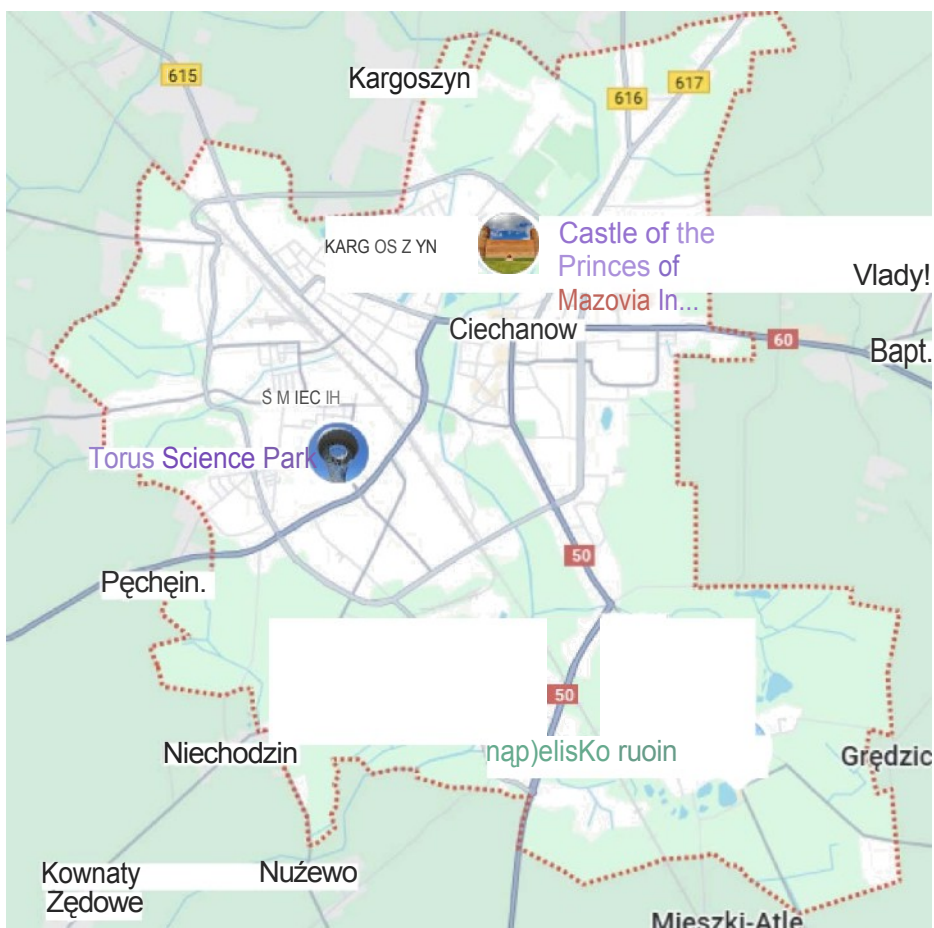 615
Kargoszyn
616
617
KARG OS Z YN
Castle of the
Princes of
Mazovia In...
Vlady!
Ciechanow
60
Bapt.
Ś M IEC IH
Torus Science Park
50
Pęchęin.
50
Niechodzin
nąp)elisKo ruoin
Grędzic
Kownaty
Zędowe
Nuźewo
Mieszki-Atle